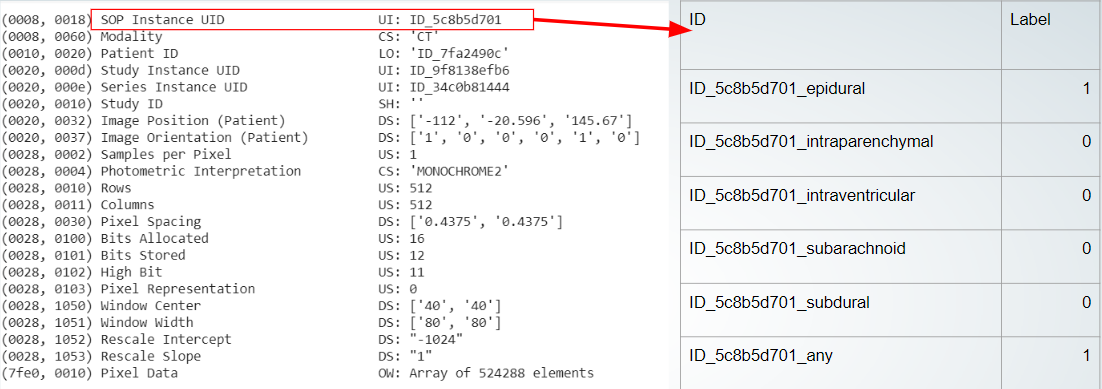 (0008, 0018) SOP Instance UID UI: ID_5c8b5d701
(0008, 0060) Modality CS: 'CT'
(0010, 0020) Patient ID LO: 'ID_7fa2490c'
(0020, 000d) Study Instance UID UI: ID_9f8138efb6
(0020, 000e) Series Instance UID UI: ID_34c0b81444
(0020, 0010) Study ID SH: ''
(0020, 0032) Image Position (Patient) DS: ['-112', '-20.596', '145.67']
(0020, 0037) Image Orientation (Patient) DS: ['1', '0', '0', '0', '1', '0']
(0028, 0002) Samples per Pixel US: 1
(0028, 0004) Photometric Interpretation CS: 'MONOCHROME2'
(0028, 0010) Rows US: 512
(0028, 0011) Columns US: 512
(0028, 0030) Pixel Spacing DS: ['0.4375', '0.4375']
(0028, 0100) Bits Allocated US: 16
(0028, 0101) Bits Stored US: 12
(0028, 0102) High Bit US: 11
(0028, 0103) Pixel Representation US: 0
(0028, 1050) Window Center DS: ['40', '40']
(0028, 1051) Window Width DS: ['80', '80']
(0028, 1052) Rescale Intercept DS: "-1024"
(0028, 1053) Rescale Slope DS: "1"
(7fe0, 0010) Pixel Data OW: Array of 524288 elements
ID Label
ID_5c8b5d701_epidural 1
ID_5c8b5d701_intraparenchymal 0
ID_5c8b5d701_intraventricular 0
ID_5c8b5d701_subarachnoid 0
ID_5c8b5d701_subdural 0
ID_5c8b5d701_any 1